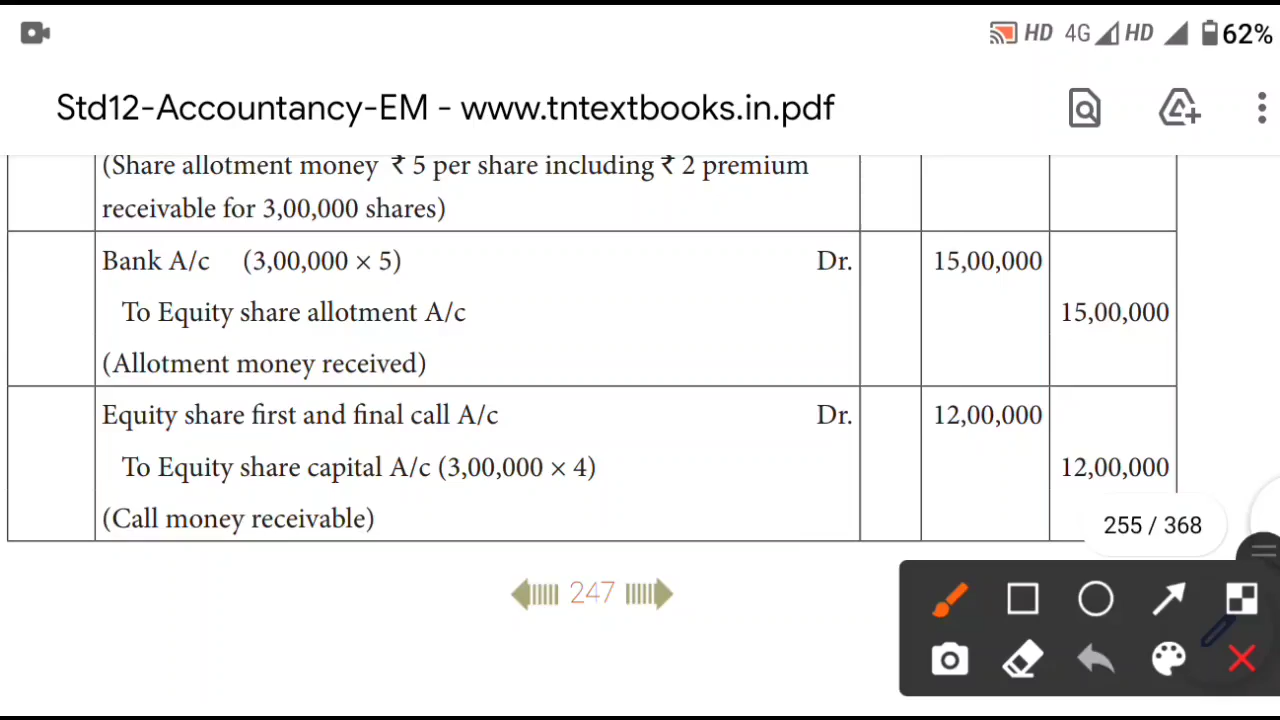 HD 4G HD 62%
Std12-Accountancy-EM - www.tntextbooks.in.pdf
(Share allotment money ₹ 5 per share including ₹ 2 premium
receivable for 3,00,000 shares)
Bank A/c (3,00,000 × 5) Dr. 15,00,000
To Equity share allotment A/c 15,00,000
(Allotment money received)
Equity share first and final call A/c Dr. 12,00,000
To Equity share capital A/c (3,00,000 × 4) 12,00,000
(Call money receivable)
255 / 368
247